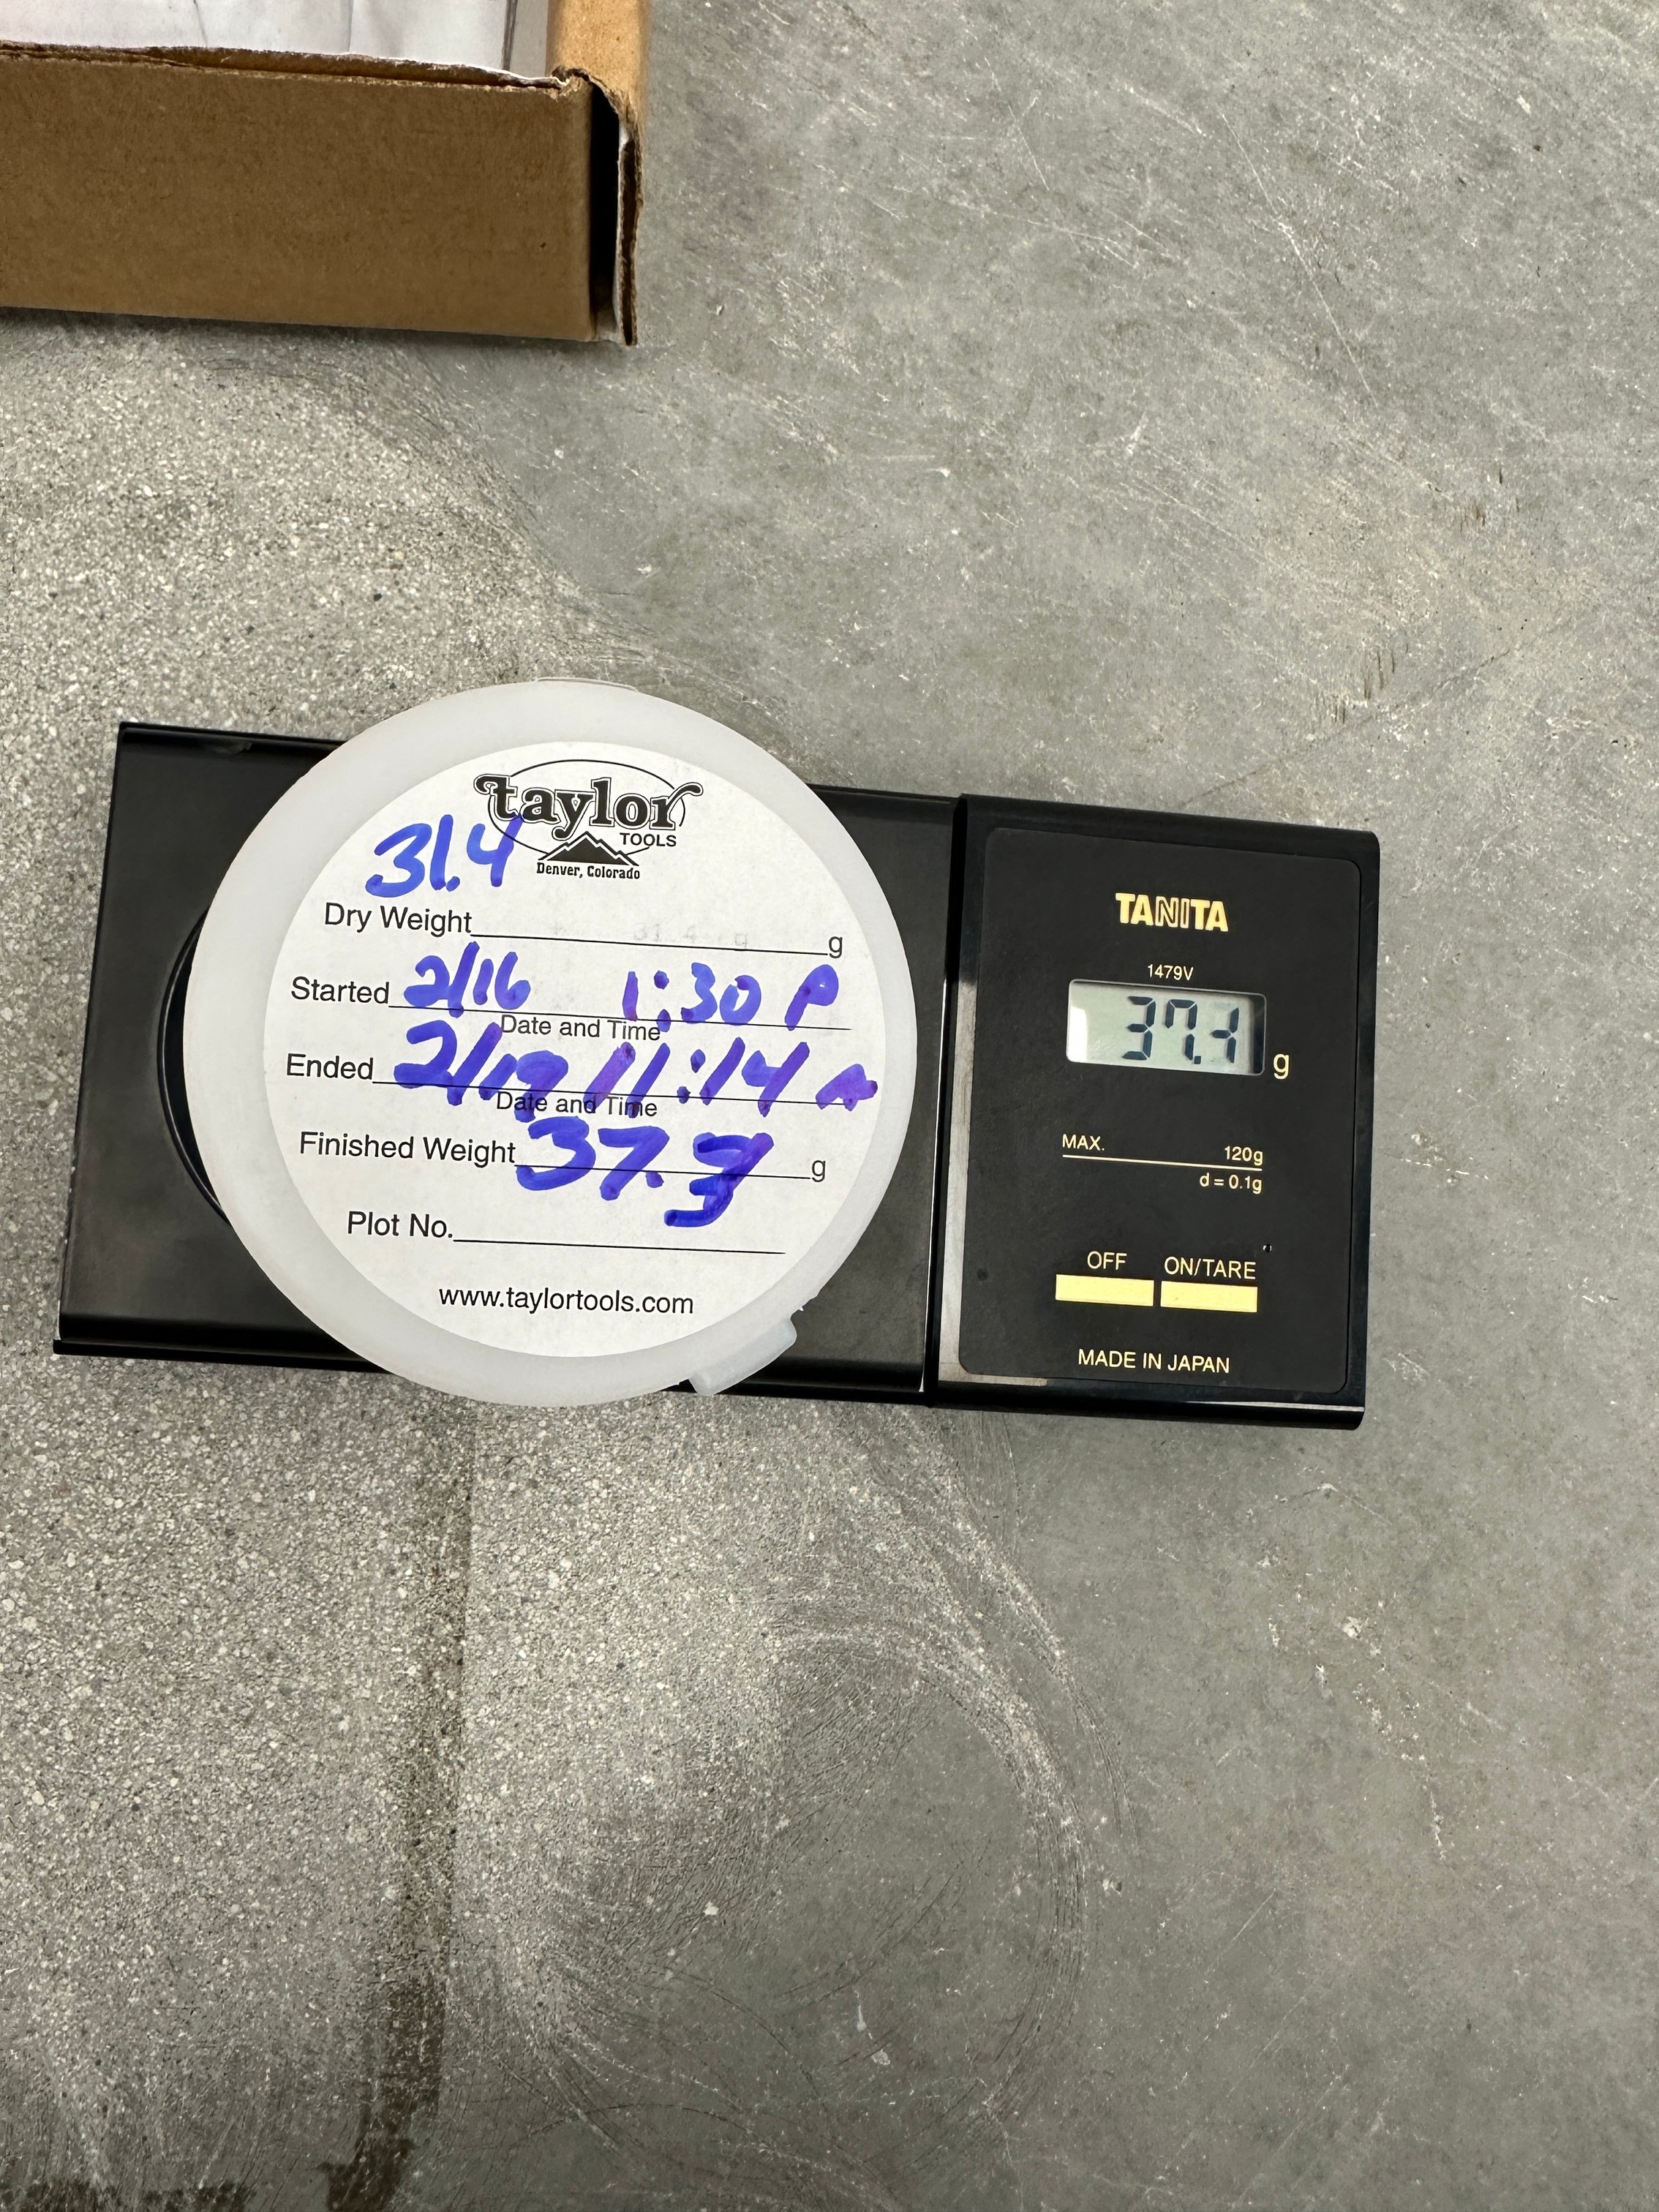 taylor
TOOLS
Denver, Colorado
31.4
Dry Weight 31.4 g g
Started 2/16 1:30 P
Date and Time
Ended 2/19 11:14 A
Date and Time
Finished Weight 37.3 g
Plot No.
www.taylortools.com
TANITA
1479V
g
MAX. 120g
d = 0.1g
OFF ON/TARE
MADE IN JAPAN